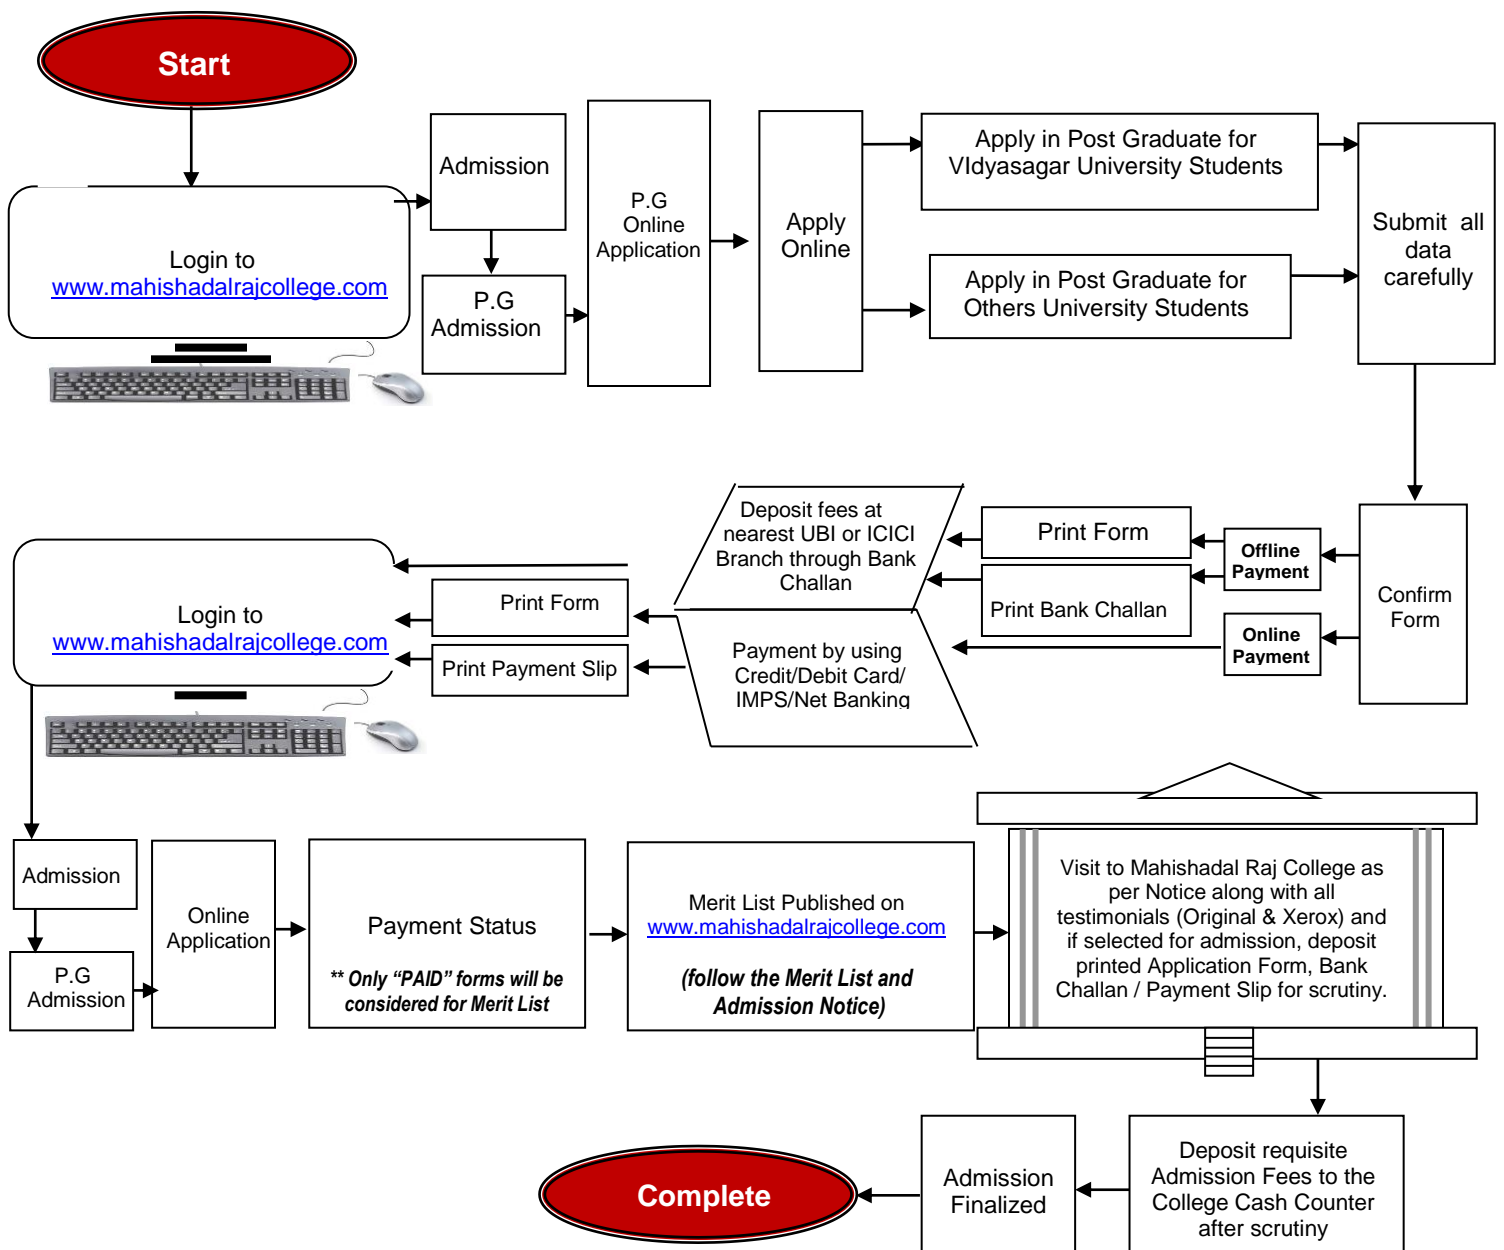 Start
Login to
www.mahishadalrajcollege.com
Admission
P.G
Admission
P.G
Online
Application
Apply
Online
Apply in Post Graduate for
VIdyasagar University Students
Apply in Post Graduate for
Others University Students
Submit all
data
carefully
Confirm
Form
Offline
Payment
Online
Payment
Print Form
Print Bank Challan
Deposit fees at
nearest UBI or ICICI
Branch through Bank
Challan
Payment by using
Credit/Debit Card/
IMPS/Net Banking
Print Form
Print Payment Slip
Login to
www.mahishadalrajcollege.com
Admission
P.G
Admission
Online
Application
Payment Status
** Only “PAID” forms will be
considered for Merit List
Merit List Published on
www.mahishadalrajcollege.com
(follow the Merit List and
Admission Notice)
Visit to Mahishadal Raj College as
per Notice along with all
testimonials (Original & Xerox) and
if selected for admission, deposit
printed Application Form, Bank
Challan / Payment Slip for scrutiny.
Deposit requisite
Admission Fees to the
College Cash Counter
after scrutiny
Admission
Finalized
Complete